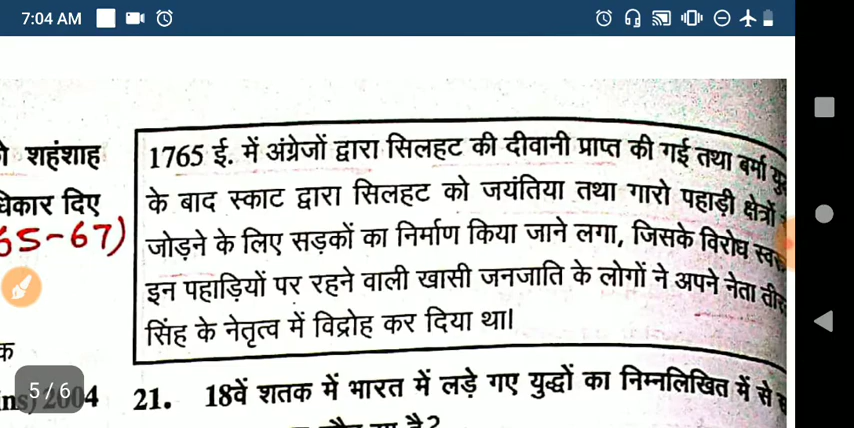 7:04 AM
शहंशाह
धिकार दिए
65-67)
1765 ई. में अंग्रेजों द्वारा सिलहट की दीवानी प्राप्त की गई तथा बर्मा
के बाद स्काट द्वारा सिलहट को जयंतिया तथा गारो पहाड़ी क्षेत्रों
जोड़ने के लिए सड़कों का निर्माण किया जाने लगा, जिसके विरोध
इन पहाड़ियों पर रहने वाली खासी जनजाति के लोगों ने अपने नेता
सिंह के नेतृत्व में विद्रोह कर दिया था।
क
5 / 6
21. 18वें शतक में भारत में लड़े गए युद्धों का निम्नलिखित में से